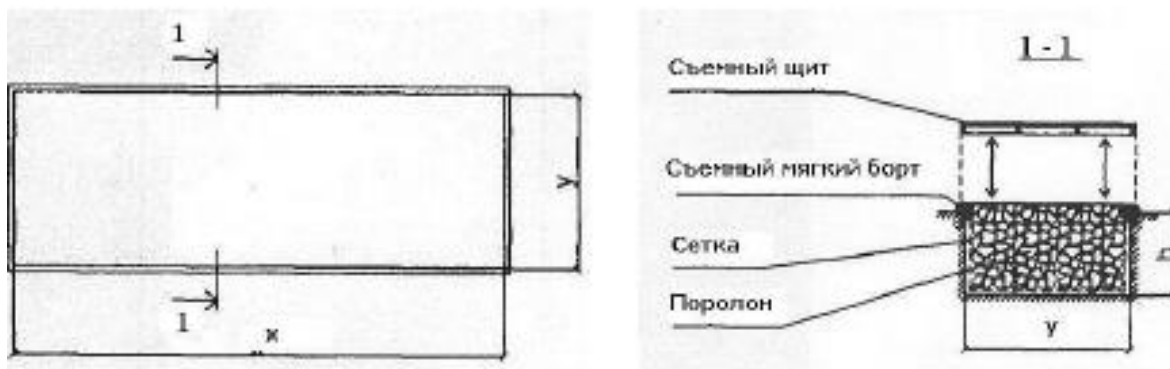 1
y
1
x
1 - 1
Съемный щит
Съемный мягкий борт
Сетка
Поролон
y